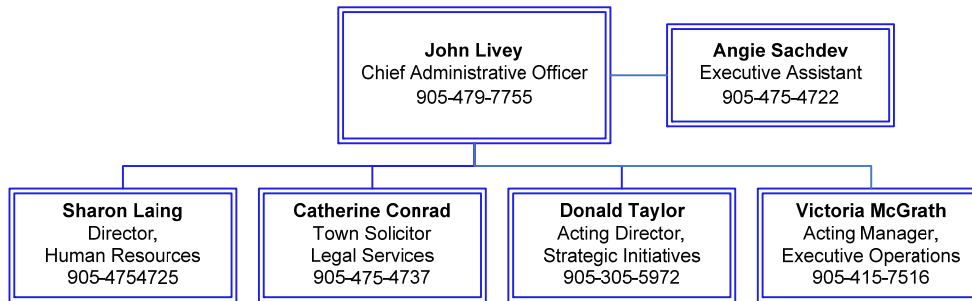 John Livey
Chief Administrative Officer
905-479-7755
Angie Sachdev
Executive Assistant
905-475-4722
Sharon Laing
Director,
Human Resources
905-4754725
Catherine Conrad
Town Solicitor
Legal Services
905-475-4737
Donald Taylor
Acting Director,
Strategic Initiatives
905-305-5972
Victoria McGrath
Acting Manager,
Executive Operations
905-415-7516